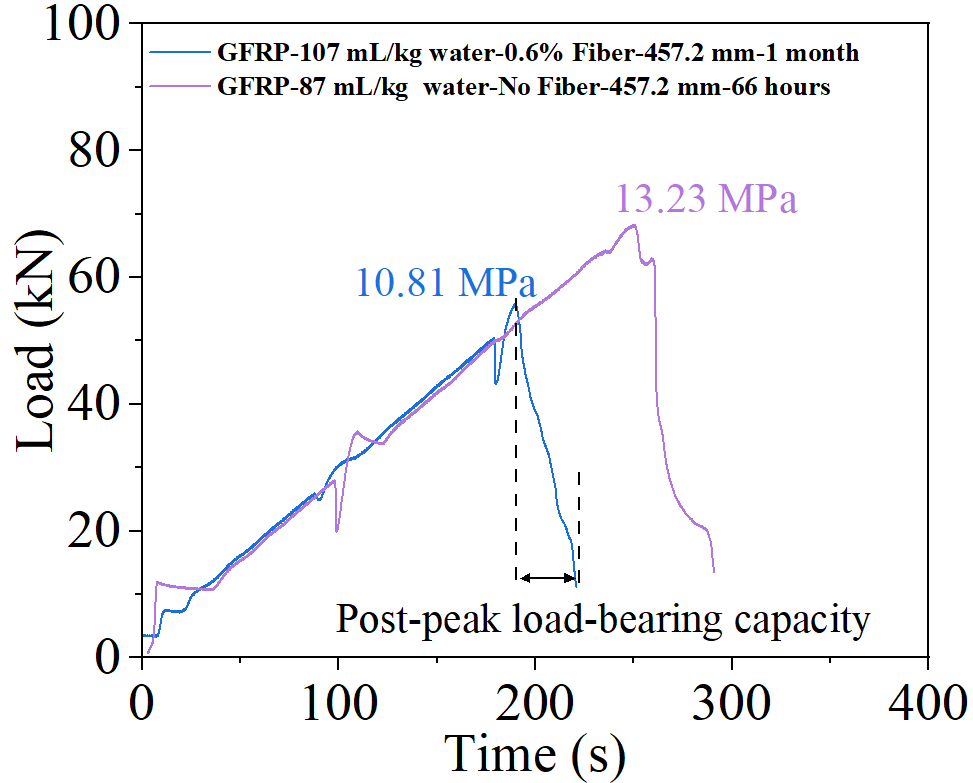 100
80
60
40
20
0
Load (kN)
GFRP-107 mL/kg water-0.6% Fiber-457.2 mm-1 month
GFRP-87 mL/kg  water-No Fiber-457.2 mm-66 hours
13.23 MPa
10.81 MPa
Post-peak load-bearing capacity
0 100 200 300 400
Time (s)